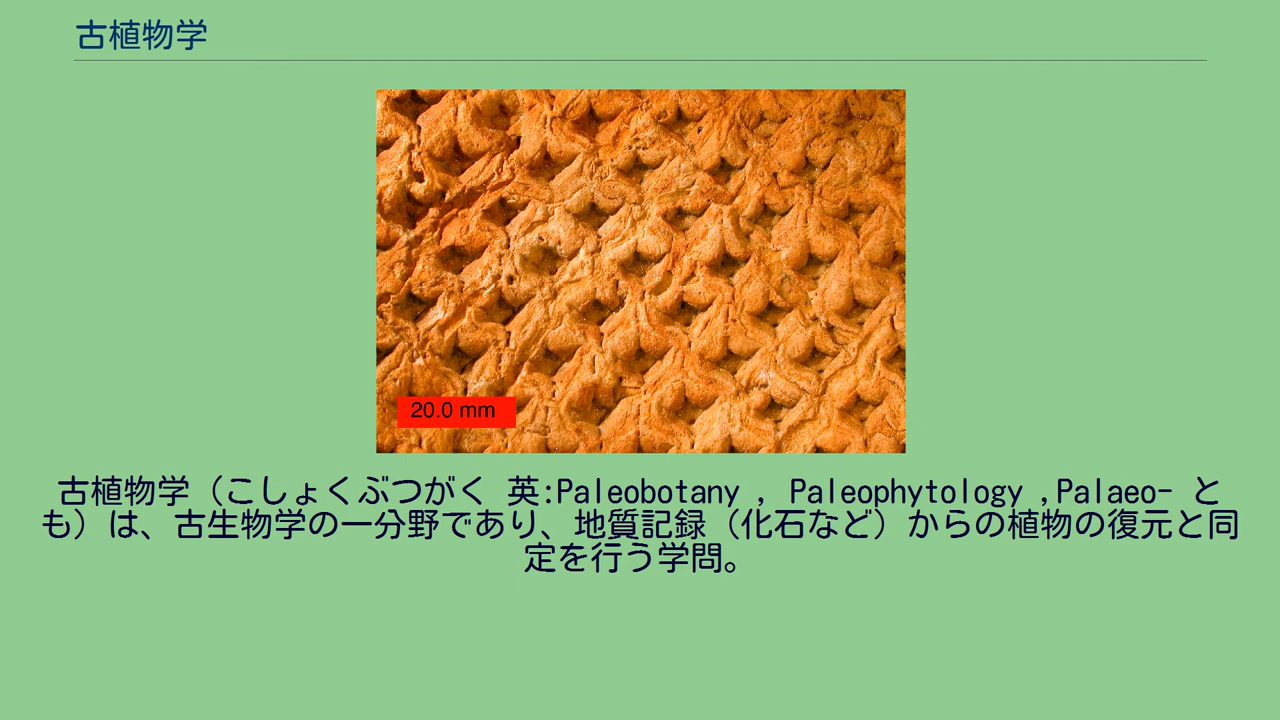 古植物学
20.0 mm
古植物学（こしょくぶつがく 英:Paleobotany , Paleophytology ,Palaeo− と
も）は、古生物学の一分野であり、地質記録（化石など）からの植物の復元と同
定を行う学問。